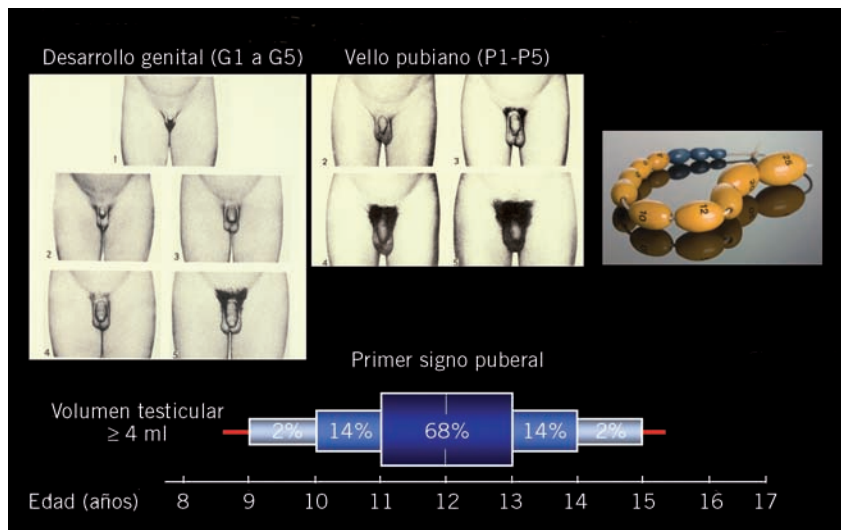 Desarrollo genital (G1 a G5)
Vello pubiano (P1-P5)
1
2
3
4
5
2
3
4
10
12
25
Primer signo puberal
Volumen testicular
≥ 4 ml
2% 14% 68% 14% 2%
Edad (años) 8 9 10 11 12 13 14 15 16 17